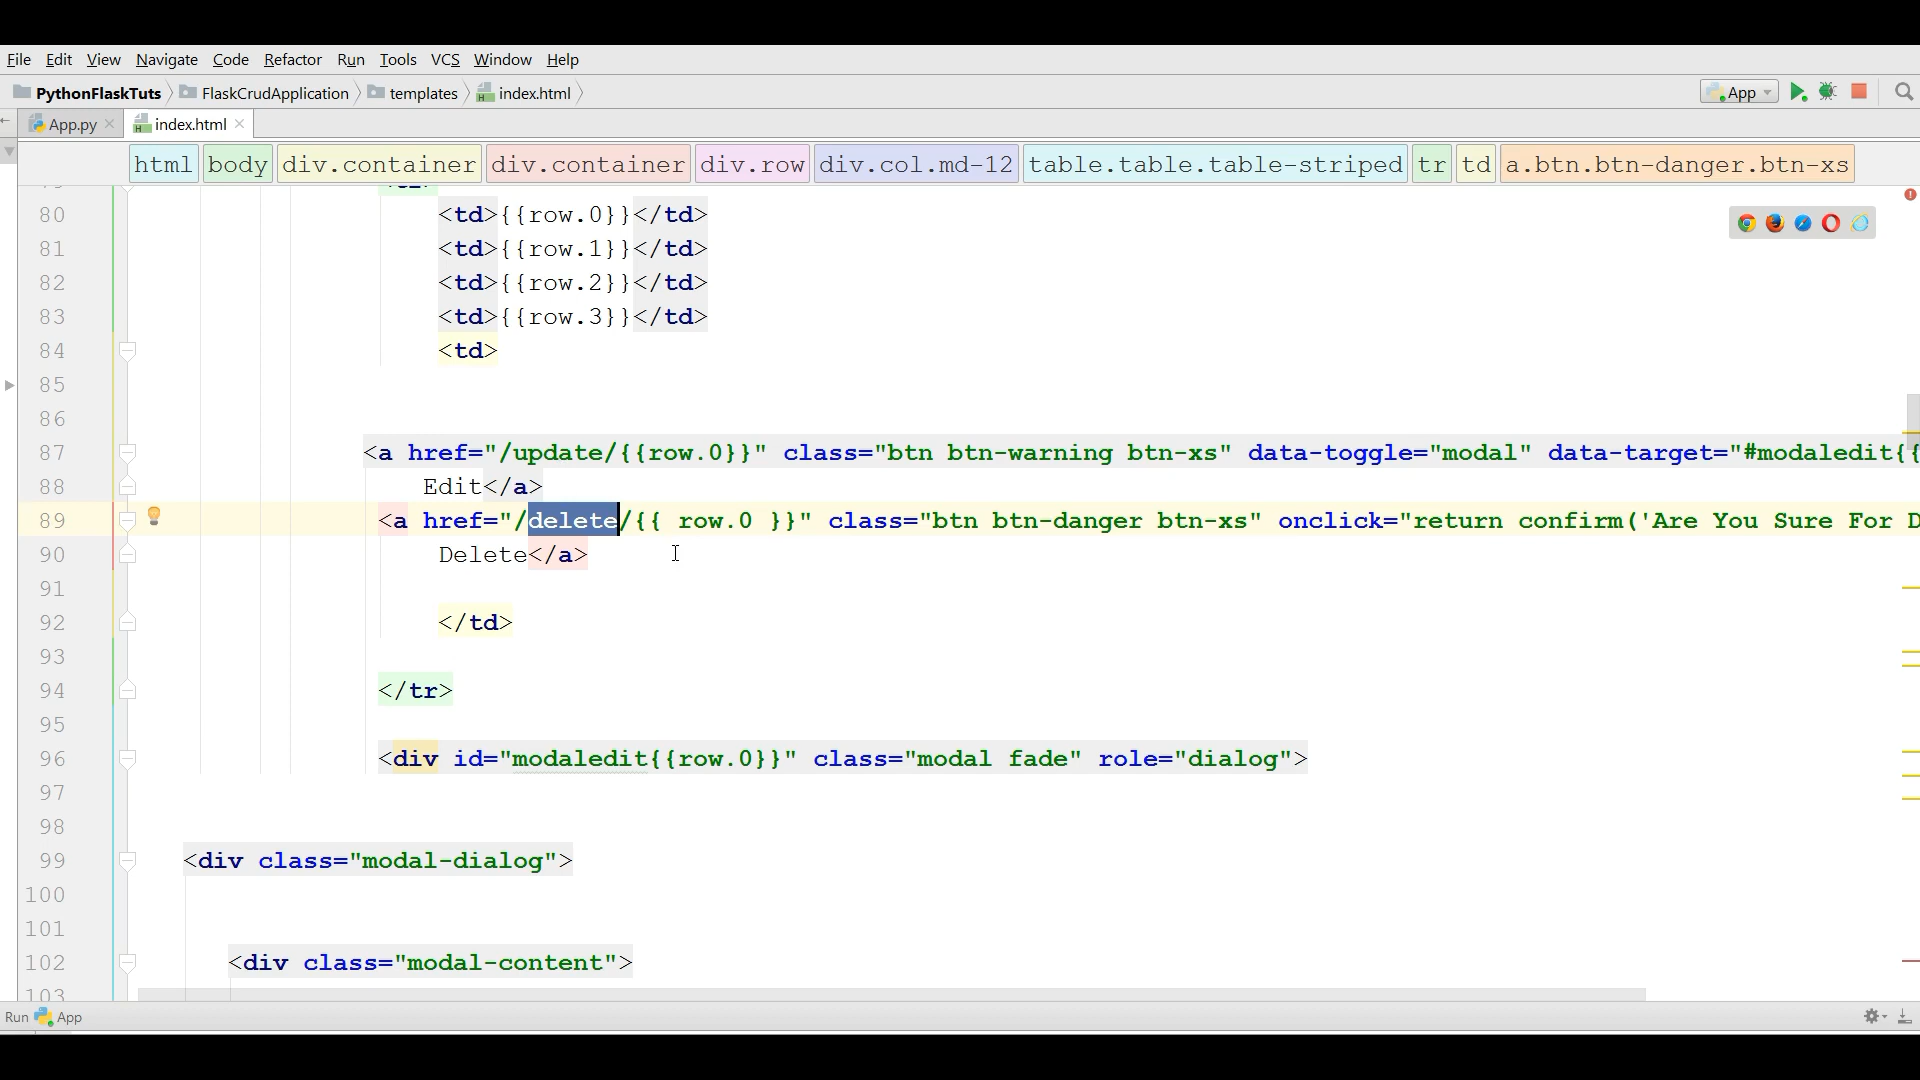 File Edit View Navigate Code Refactor Run Tools VCS Window Help
PythonFlaskTuts FlaskCrudApplication templates index.html App
App.py index.html
html body div.container div.container div.row div.col.md-12 table.table.table-striped tr td a.btn.btn-danger.btn-xs
80 <td>{{row.0}}</td>
81 <td>{{row.1}}</td>
82 <td>{{row.2}}</td>
83 <td>{{row.3}}</td>
84 <td>
85
86
87 <a href="/update/{{row.0}}" class="btn btn-warning btn-xs" data-toggle="modal" data-target="#modaledit{{
88 Edit</a>
89 <a href="/delete/{{ row.0 }}" class="btn btn-danger btn-xs" onclick="return confirm('Are You Sure For D
90 Delete</a>
91
92 </td>
93
94 </tr>
95
96 <div id="modaledit{{row.0}}" class="modal fade" role="dialog">
97
98
99 <div class="modal-dialog">
100
101
102 <div class="modal-content">
103
Run App